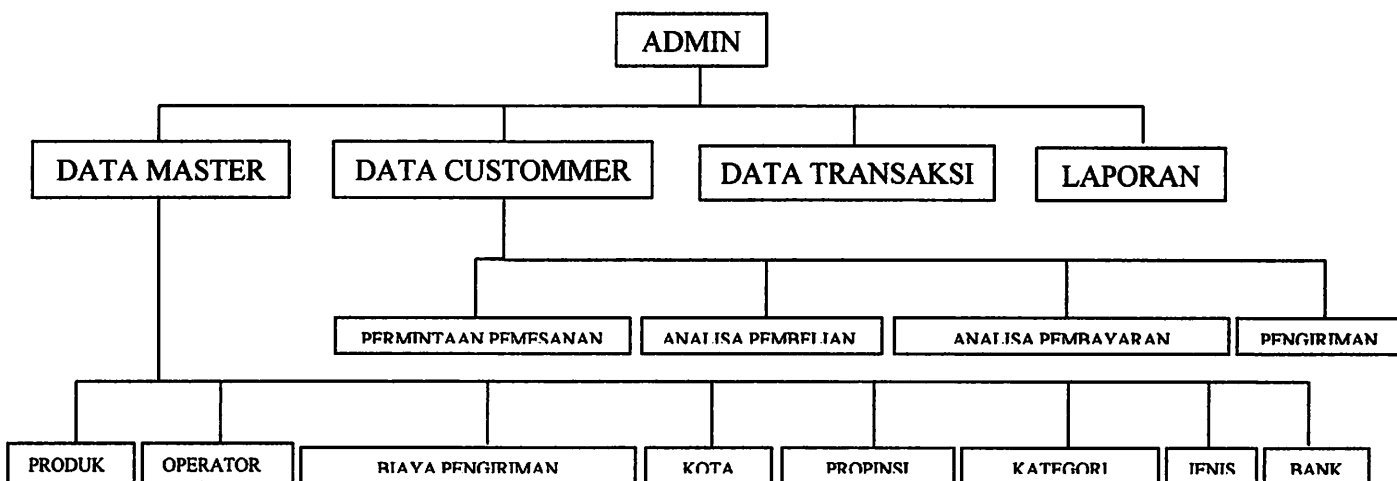 ADMIN
DATA MASTER
DATA CUSTOMMER
DATA TRANSAKSI
LAPORAN
PERMINTAAN PEMESANAN
ANALISA PEMBELIAN
ANALISA PEMBAYARAN
PENGIRIMAN
PRODUK
OPERATOR
BIAYA PENGIRIMAN
KOTA
PROPINSI
KATEGORI
JENIS
BANK